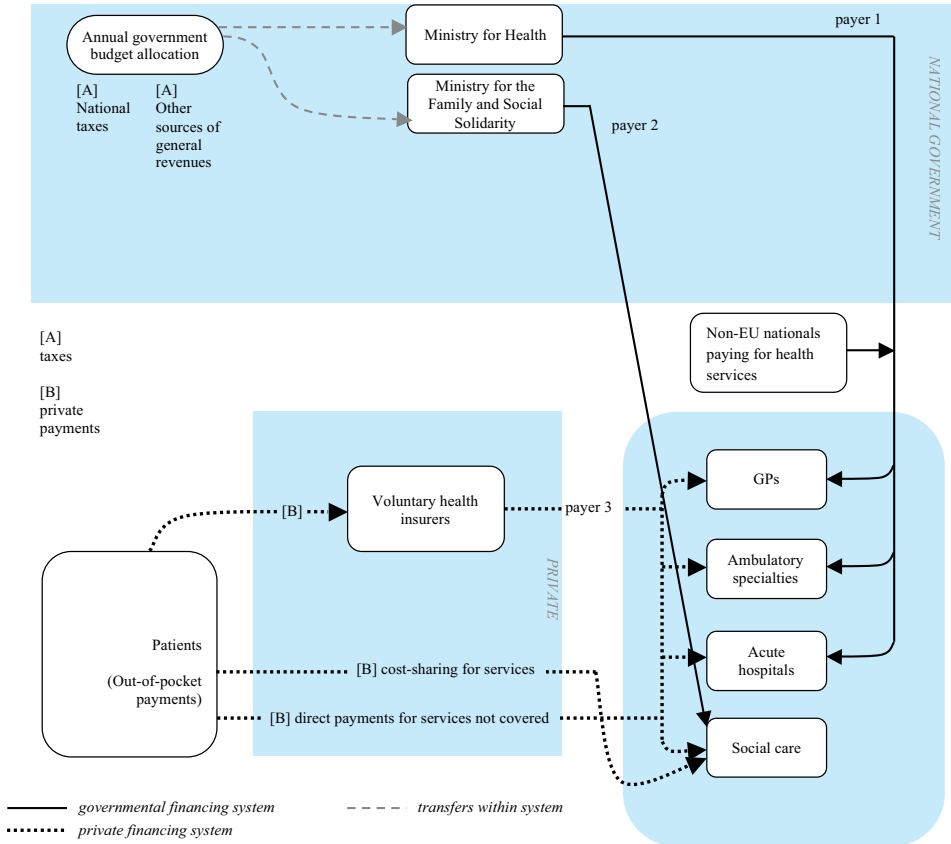 Annual government
budget allocation
Ministry for Health
payer 1
Ministry for the
Family and Social
Solidarity
payer 2
[A]
National
taxes
[A]
Other
sources of
general
revenues
NATIONAL GOVERNMENT
[A]
taxes
[B]
private
payments
Non-EU nationals
paying for health
services
[B]
Voluntary health
insurers
payer 3
PRIVATE
GPs
Ambulatory
specialties
Acute
hospitals
Social care
Patients
(Out-of-pocket
payments)
[B] cost-sharing for services
[B] direct payments for services not covered
governmental financing system
transfers within system
private financing system